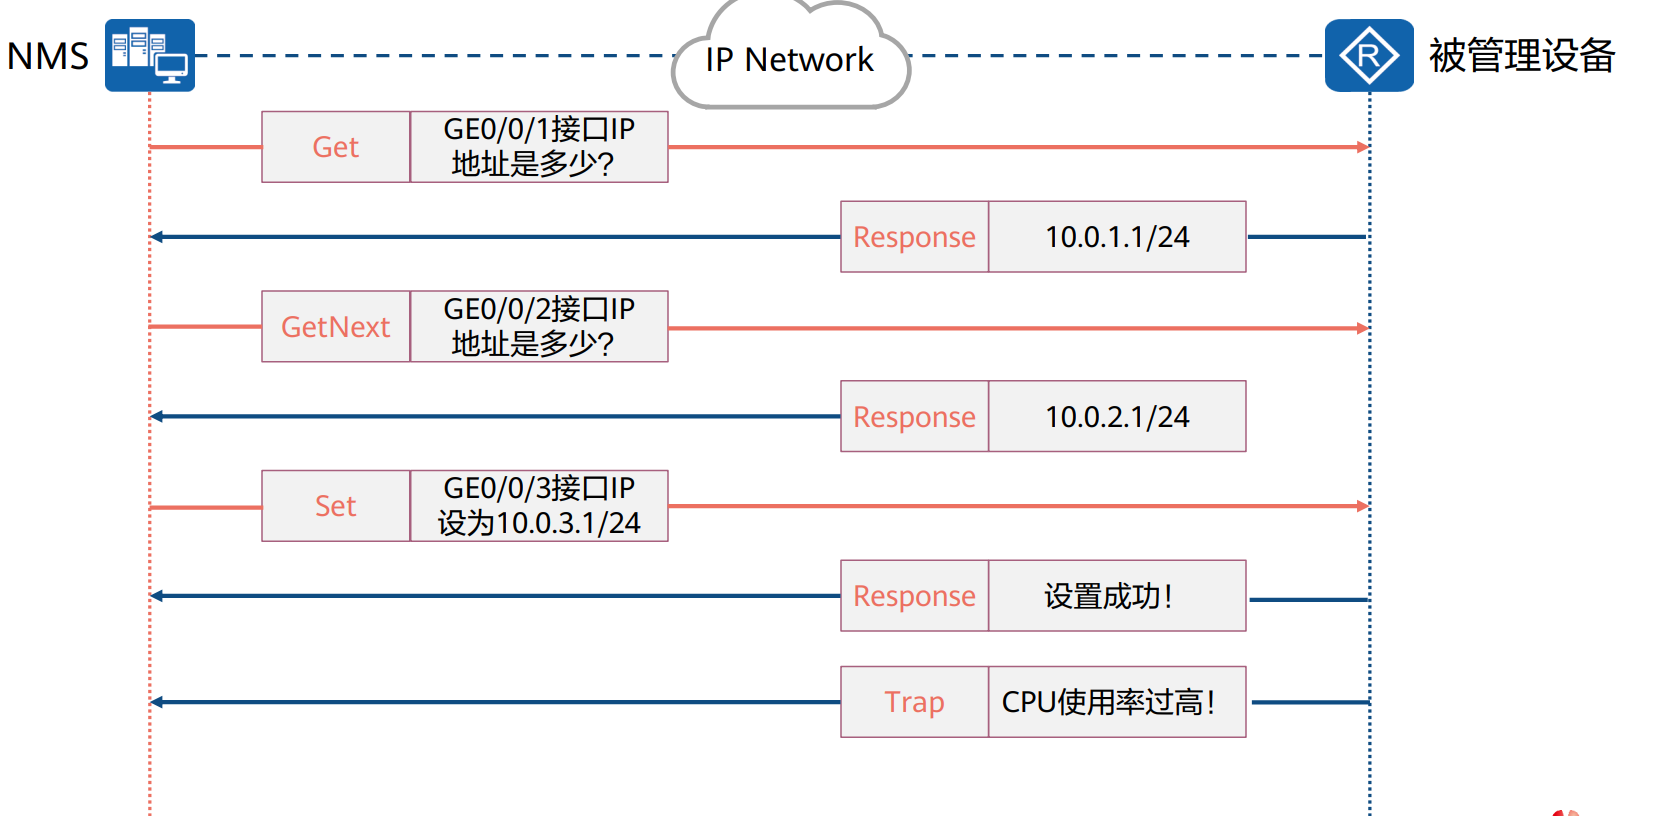 NMS
IP Network
R
被管理设备
Get
GE0/0/1接口IP
地址是多少？
Response
10.0.1.1/24
GetNext
GE0/0/2接口IP
地址是多少？
Response
10.0.2.1/24
Set
GE0/0/3接口IP
设为10.0.3.1/24
Response
设置成功！
Trap
CPU使用率过高！